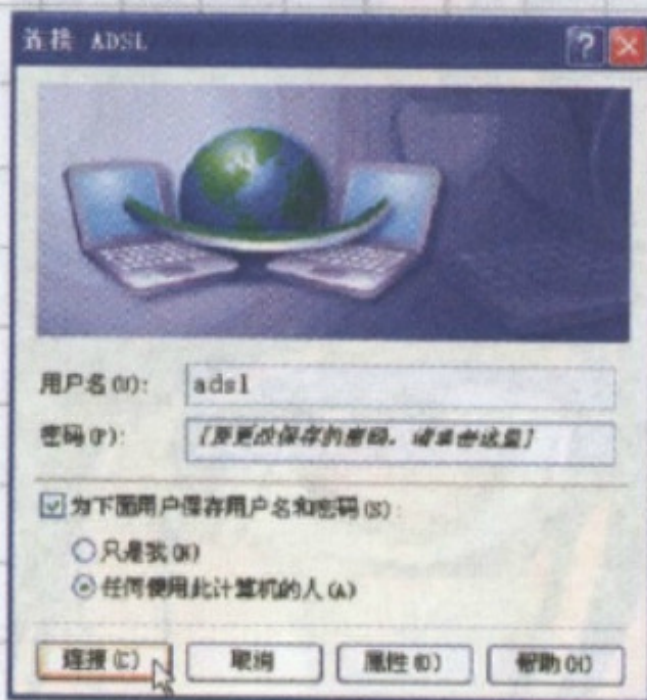 连接 ADSL
用户名(U): adsl
密码(P): [要更改保存的密码，请单击这里]
为下面用户保存用户名和密码(S):
只是我(N)
任何使用此计算机的人(A)
连接(C) 取消 属性(O) 帮助(H)